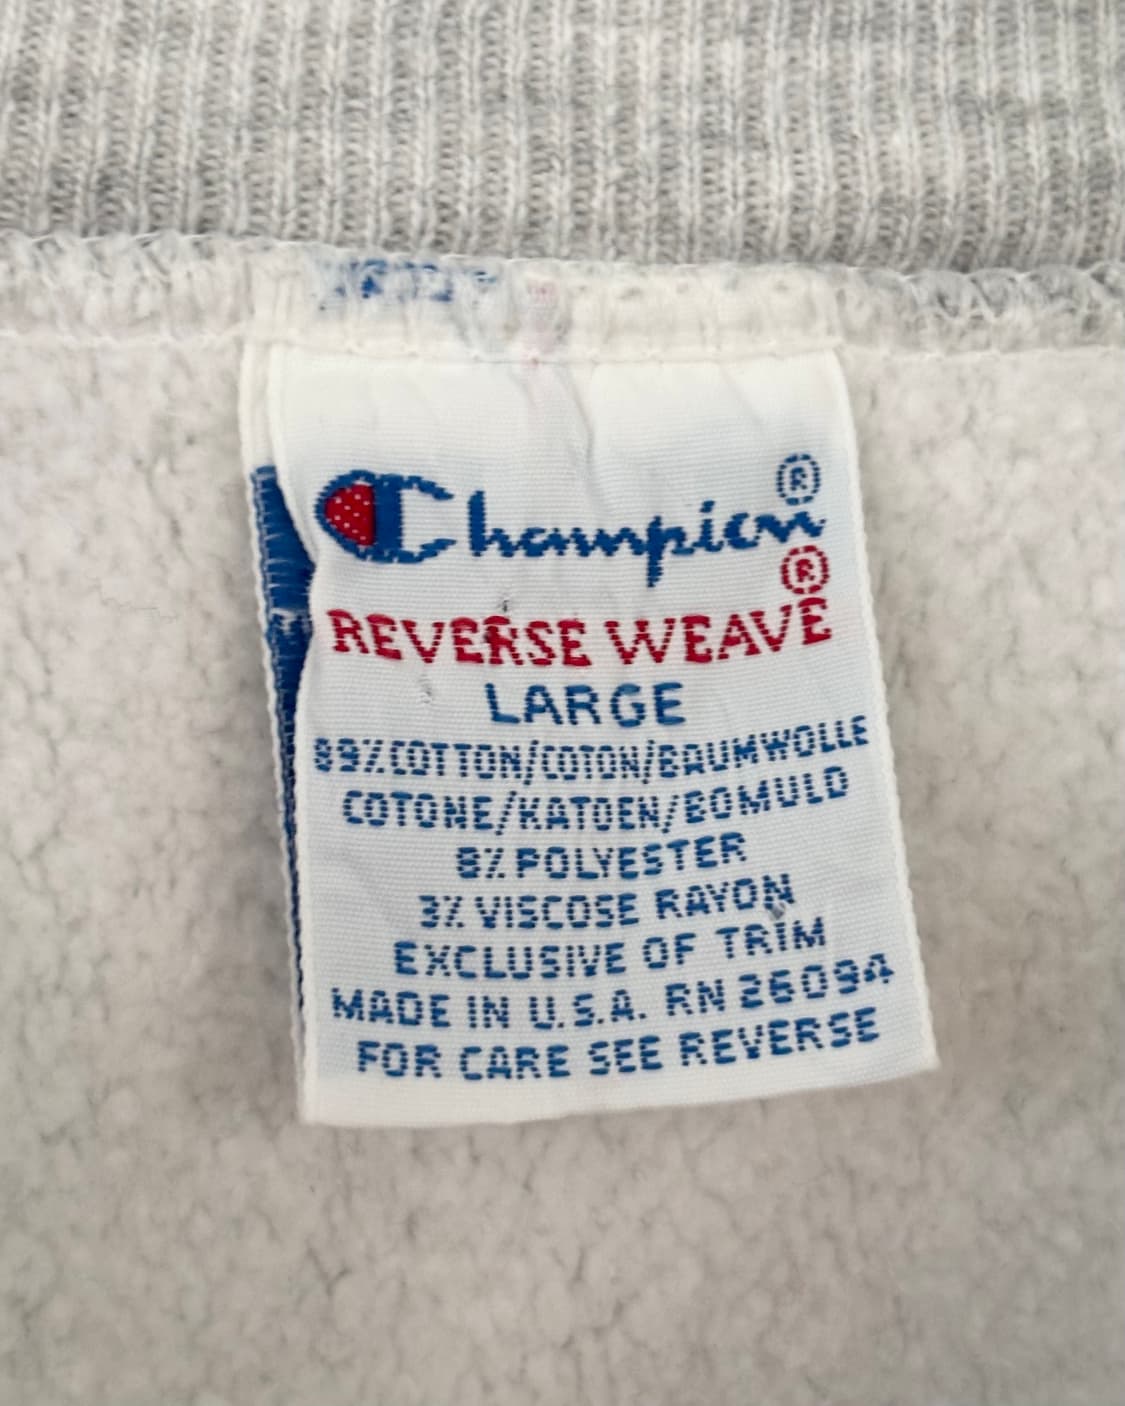 Champion®
REVERSE WEAVE®
LARGE
89% COTTON/COTON/BAUMWOLLE
COTONE/KATOEN/BOMULD
8% POLYESTER
3% VISCOSE RAYON
EXCLUSIVE OF TRIM
MADE IN U.S.A. RN 26094
FOR CARE SEE REVERSE